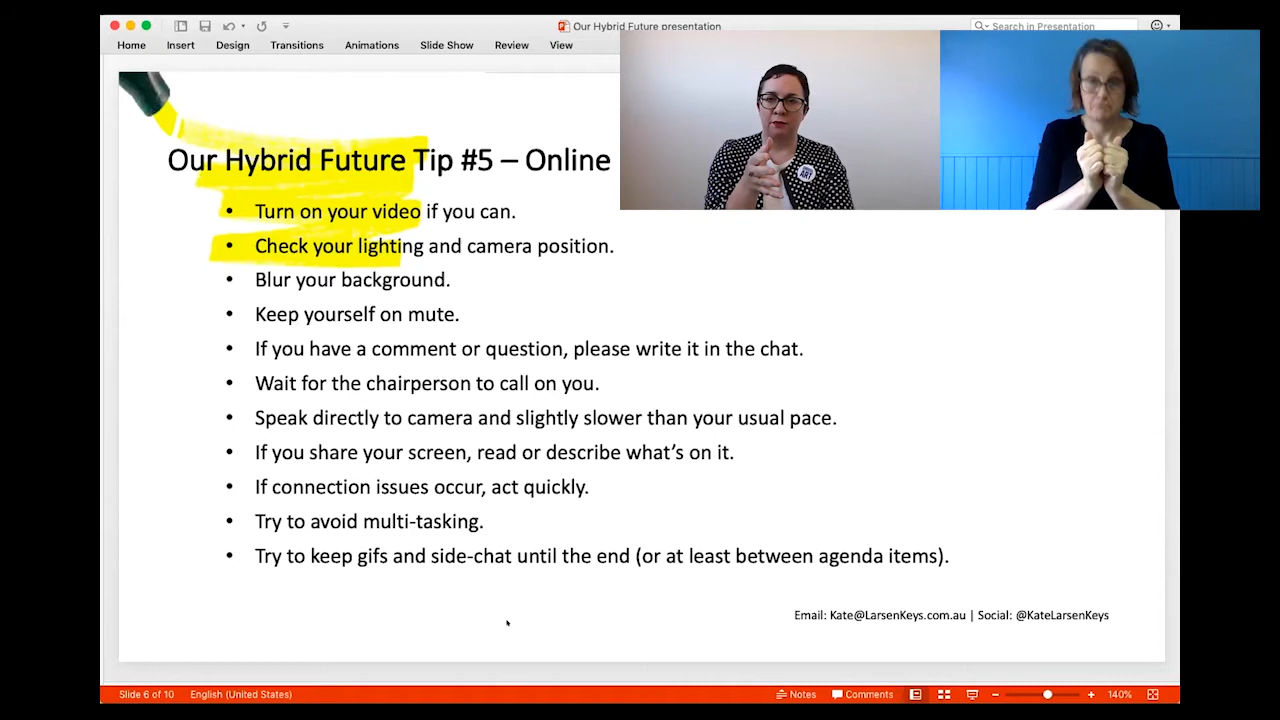 Our Hybrid Future presentation
Search in Presentation
Home Insert Design Transitions Animations Slide Show Review View
Our Hybrid Future Tip #5 – Online
• Turn on your video if you can.
• Check your lighting and camera position.
• Blur your background.
• Keep yourself on mute.
• If you have a comment or question, please write it in the chat.
• Wait for the chairperson to call on you.
• Speak directly to camera and slightly slower than your usual pace.
• If you share your screen, read or describe what’s on it.
• If connection issues occur, act quickly.
• Try to avoid multi-tasking.
• Try to keep gifs and side-chat until the end (or at least between agenda items).
Email: Kate@LarsenKeys.com.au | Social: @KateLarsenKeys
Slide 6 of 10 English (United States) Notes Comments 140%
ART